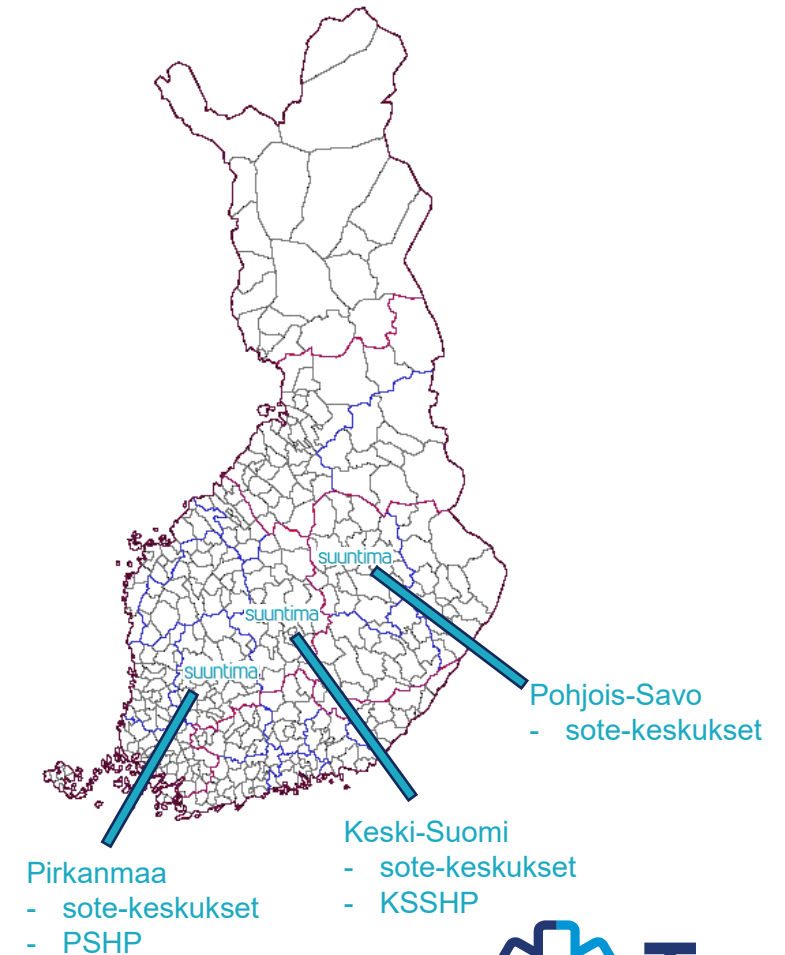 suuntima
suuntima
suuntima
Pohjois-Savo
- sote-keskukset
Keski-Suomi
- sote-keskukset
- KSSHP
Pirkanmaa
- sote-keskukset
- PSHP